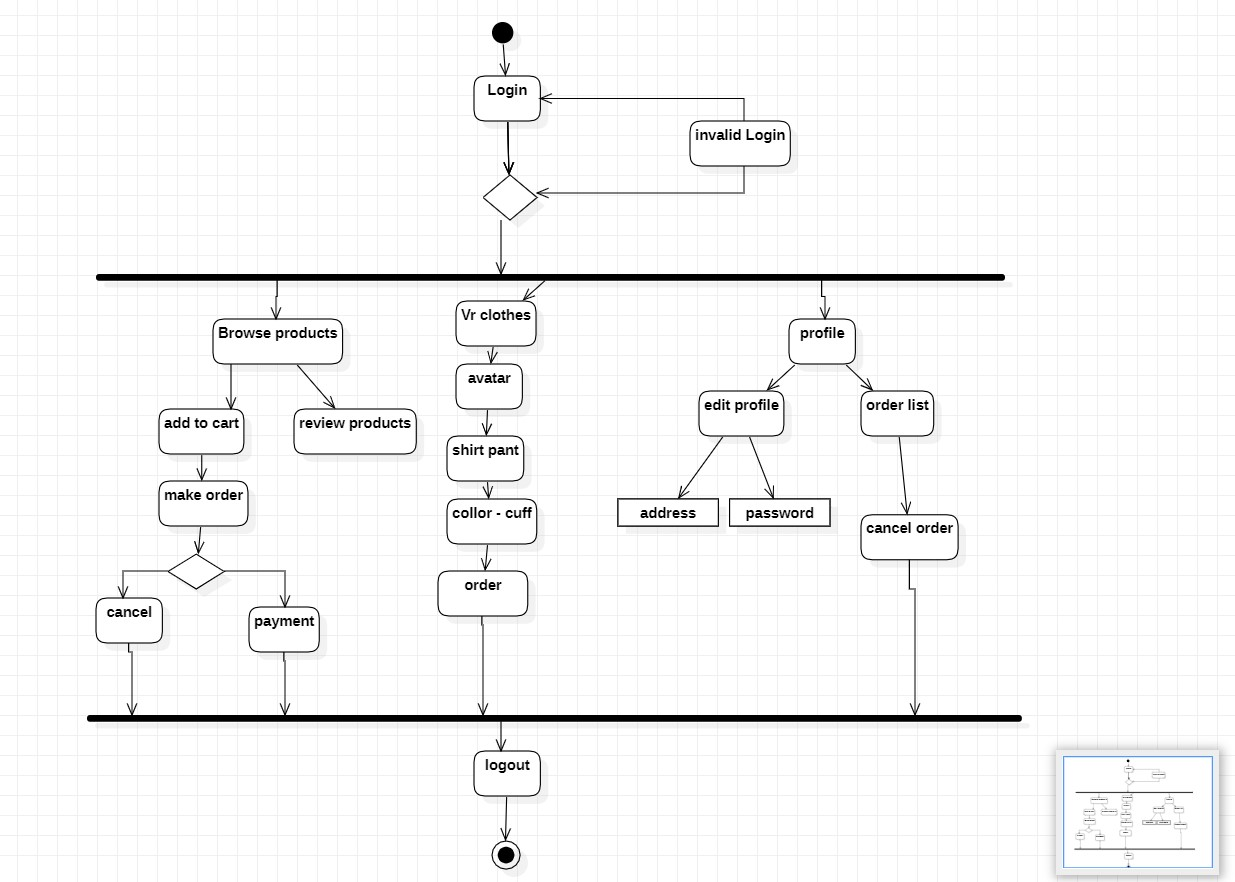 Login
invalid Login
Browse products
Vr clothes
profile
avatar
edit profile
order list
add to cart
review products
shirt pant
make order
collor - cuff
address
password
cancel order
order
cancel
payment
logout